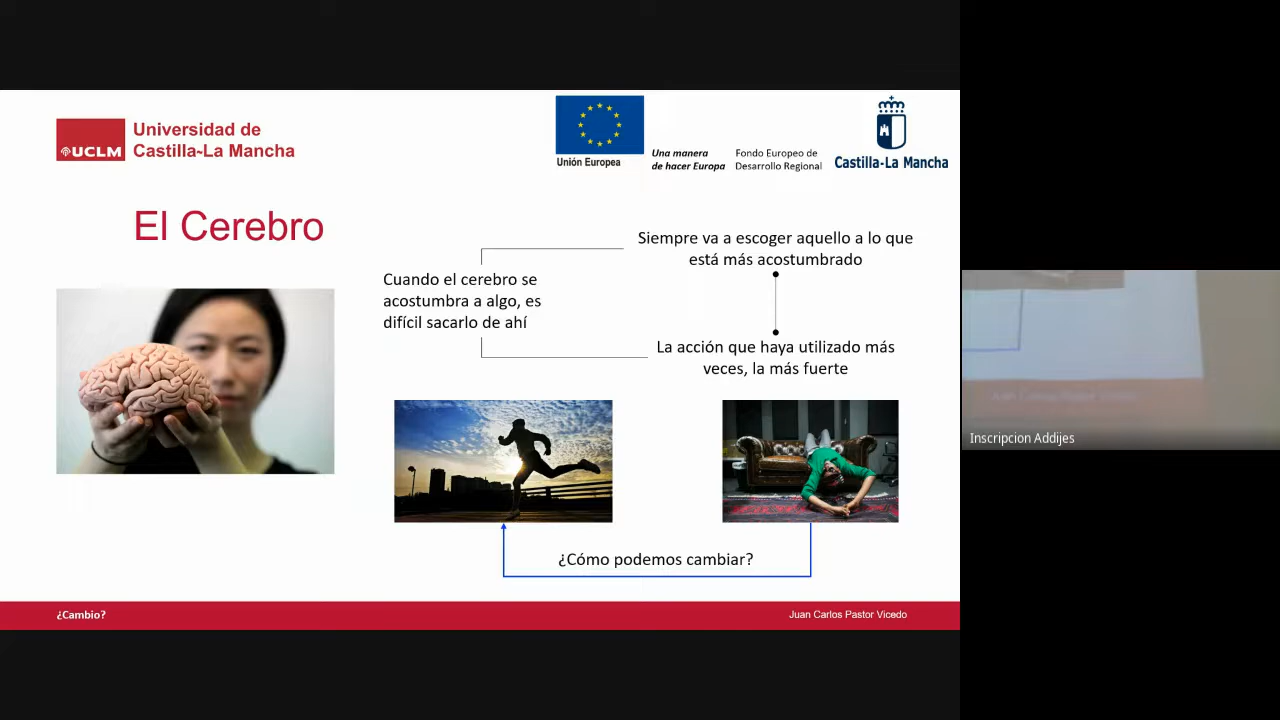 UCLM
Universidad de
Castilla-La Mancha
Unión Europea
Una manera
de hacer Europa
Fondo Europeo de
Desarrollo Regional
Castilla-La Mancha
El Cerebro
Siempre va a escoger aquello a lo que
está más acostumbrado
Cuando el cerebro se
acostumbra a algo, es
difícil sacarlo de ahí
La acción que haya utilizado más
veces, la más fuerte
¿Cómo podemos cambiar?
¿Cambio?
Juan Carlos Pastor Vicedo
Inscripcion Addijes